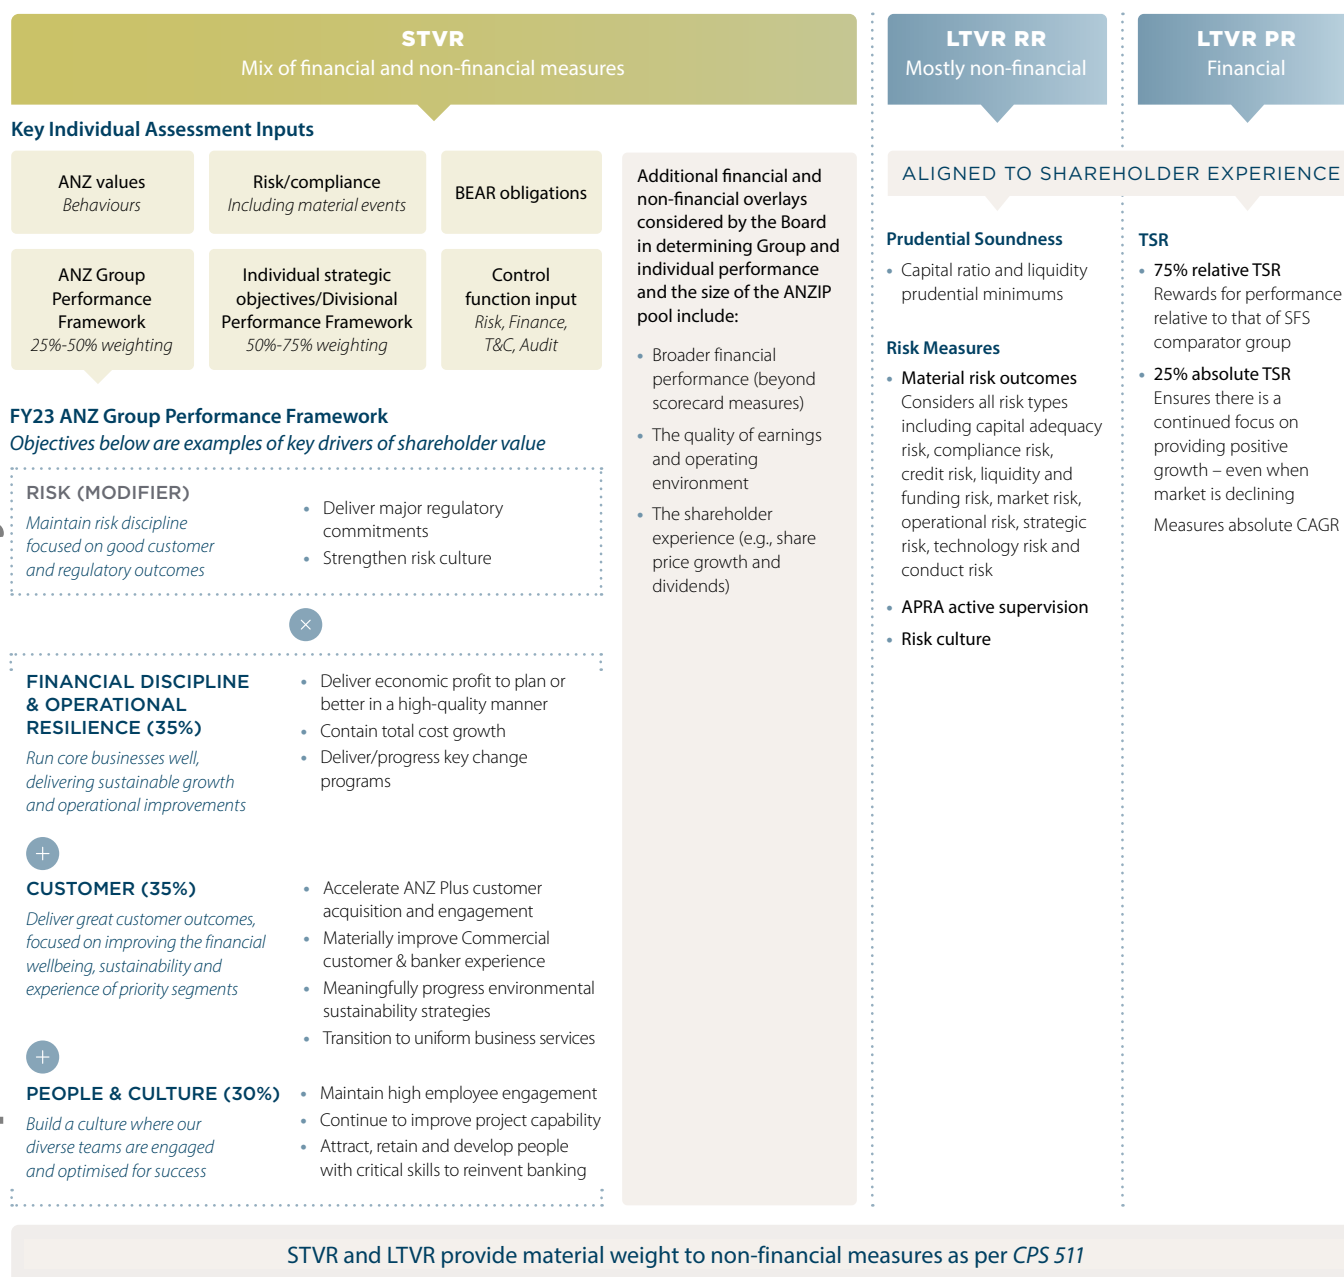 STVR
Mix of financial and non-financial measures
LTVR RR
Mostly non-financial
LTVR PR
Financial
Key Individual Assessment Inputs
ANZ values
Behaviours
Risk/compliance
Including material events
BEAR obligations
ANZ Group
Performance
Framework
25%-50% weighting
Individual strategic
objectives/Divisional
Performance Framework
50%-75% weighting
Control
function input
Risk, Finance,
T&C, Audit
FY23 ANZ Group Performance Framework
Objectives below are examples of key drivers of shareholder value
RISK (MODIFIER)
Maintain risk discipline
focused on good customer
and regulatory outcomes
• Deliver major regulatory
commitments
• Strengthen risk culture
×
FINANCIAL DISCIPLINE
& OPERATIONAL
RESILIENCE (35%)
Run core businesses well,
delivering sustainable growth
and operational improvements
• Deliver economic profit to plan or
better in a high-quality manner
• Contain total cost growth
• Deliver/progress key change
programs
+
CUSTOMER (35%)
Deliver great customer outcomes,
focused on improving the financial
wellbeing, sustainability and
experience of priority segments
• Accelerate ANZ Plus customer
acquisition and engagement
• Materially improve Commercial
customer & banker experience
• Meaningfully progress environmental
sustainability strategies
• Transition to uniform business services
+
PEOPLE & CULTURE (30%)
Build a culture where our
diverse teams are engaged
and optimised for success
• Maintain high employee engagement
• Continue to improve project capability
• Attract, retain and develop people
with critical skills to reinvent banking
Additional financial and
non-financial overlays
considered by the Board
in determining Group and
individual performance
and the size of the ANZIP
pool include:
• Broader financial
performance (beyond
scorecard measures)
• The quality of earnings
and operating
environment
• The shareholder
experience (e.g., share
price growth and
dividends)
ALIGNED TO SHAREHOLDER EXPERIENCE
Prudential Soundness
• Capital ratio and liquidity
prudential minimums
Risk Measures
• Material risk outcomes
Considers all risk types
including capital adequacy
risk, compliance risk,
credit risk, liquidity and
funding risk, market risk,
operational risk, strategic
risk, technology risk and
conduct risk
• APRA active supervision
• Risk culture
TSR
• 75% relative TSR
Rewards for performance
relative to that of SFS
comparator group
• 25% absolute TSR
Ensures there is a
continued focus on
providing positive
growth – even when
market is declining
Measures absolute CAGR
STVR and LTVR provide material weight to non-financial measures as per CPS 511